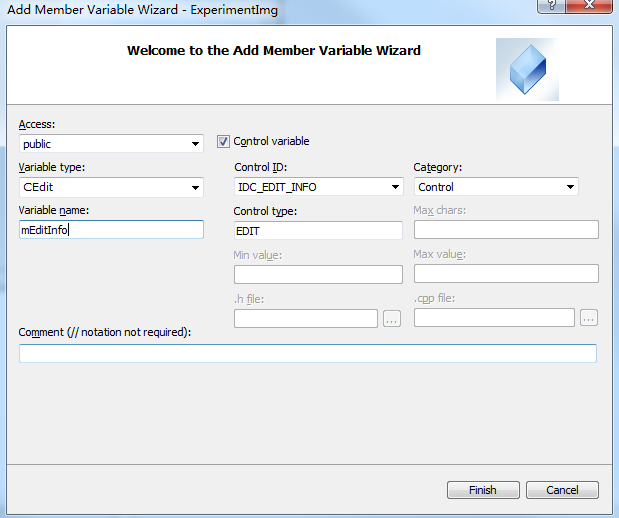 Add Member Variable Wizard - ExperimentImg
?
Welcome to the Add Member Variable Wizard
Access:
public
Control variable
Variable type:
Control ID:
Category:
CEdit
IDC_EDIT_INFO
Control
Variable name:
Control type:
Max chars:
mEditInfo
EDIT
Min value:
Max value:
.h file:
.cpp file:
...
...
Comment (// notation not required):
Finish
Cancel